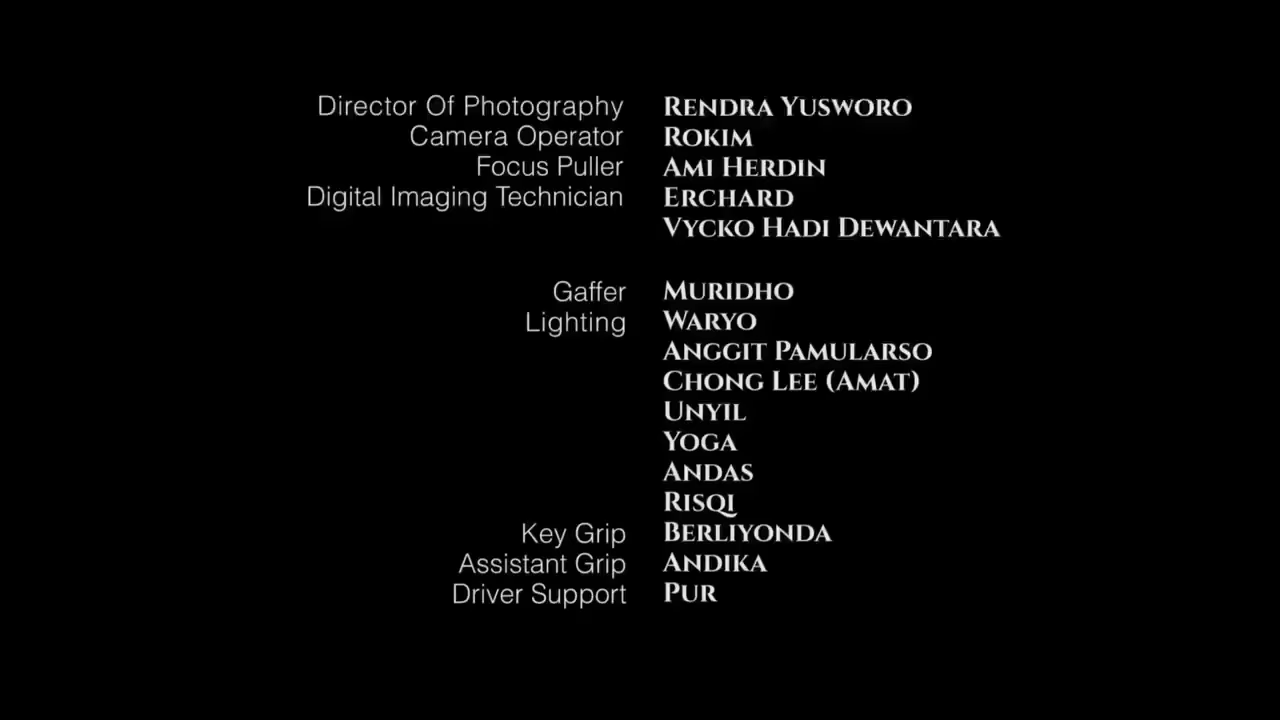 Director Of Photography RENDRA YUSWORO
Camera Operator ROKIM
Focus Puller AMI HERDIN
Digital Imaging Technician ERCHARD
VYCKO HADI DEWANTARA
Gaffer MURIDHO
Lighting WARYO
ANGGIT PAMULARSO
CHONG LEE (AMAT)
UNYIL
YOGA
ANDAS
RISQI
Key Grip BERLIYONDA
Assistant Grip ANDIKA
Driver Support PUR